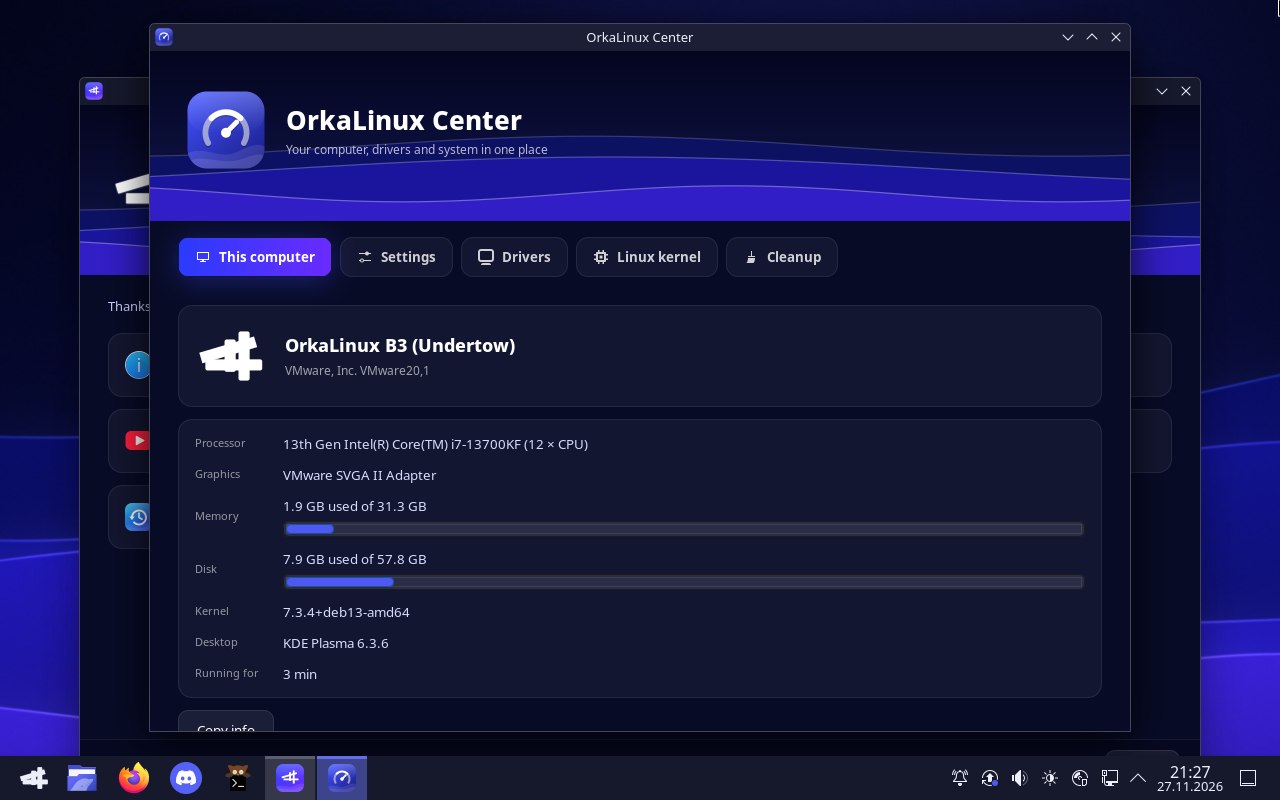 OrkaLinux Center
OrkaLinux Center
Your computer, drivers and system in one place
This computer
Settings
Drivers
Linux kernel
Cleanup
Thanks
OrkaLinux B3 (Undertow)
VMware, Inc. VMware20,1
Processor
13th Gen Intel(R) Core(TM) i7-13700KF (12 × CPU)
Graphics
VMware SVGA II Adapter
Memory
1.9 GB used of 31.3 GB
Disk
7.9 GB used of 57.8 GB
Kernel
7.3.4+deb13-amd64
Desktop
KDE Plasma 6.3.6
Running for
3 min
Copy info
21:27
27.11.2026